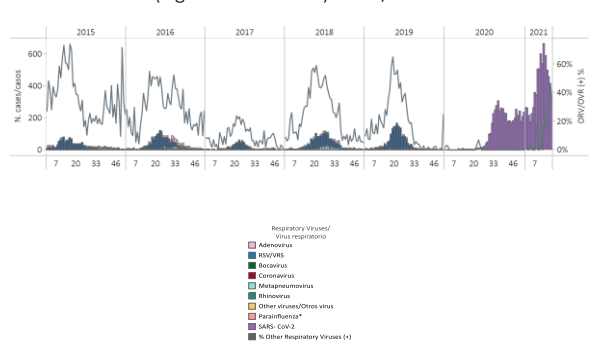 2015 2016 2017 2018 2019 2020 2021
600
400
200
0
N. cases/casos
60%
40%
20%
0%
ORV/OVR (+) %
7 20 33 46 7 20 33 46 7 20 33 46 7 20 33 46 7 20 33 46 7 20 33 46 7
Respiratory Viruses/
Virus respiratorio
Adenovirus
RSV/VRS
Bocavirus
Coronavirus
Metapneumovirus
Rhinovirus
Other viruses/Otros virus
Parainfluenza*
SARS- CoV-2
% Other Respiratory Viruses (+)